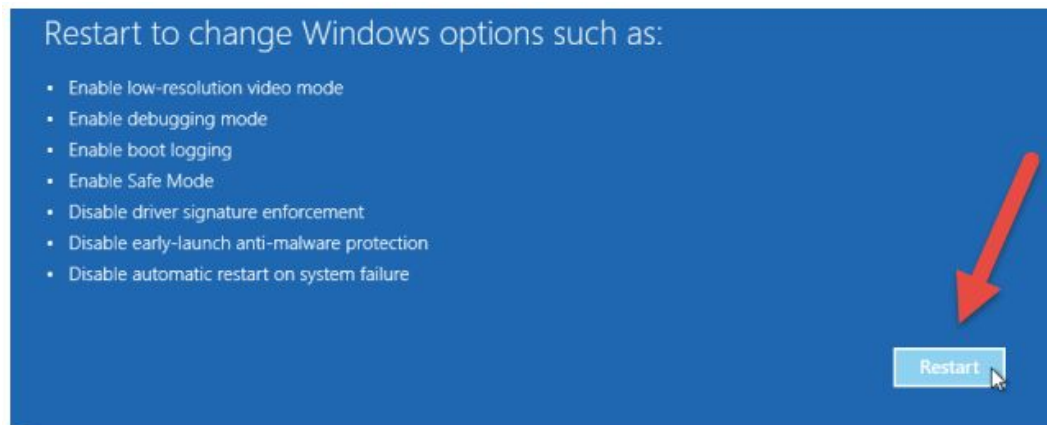 Restart to change Windows options such as:
▪ Enable low-resolution video mode
▪ Enable debugging mode
▪ Enable boot logging
▪ Enable Safe Mode
▪ Disable driver signature enforcement
▪ Disable early-launch anti-malware protection
▪ Disable automatic restart on system failure
Restart